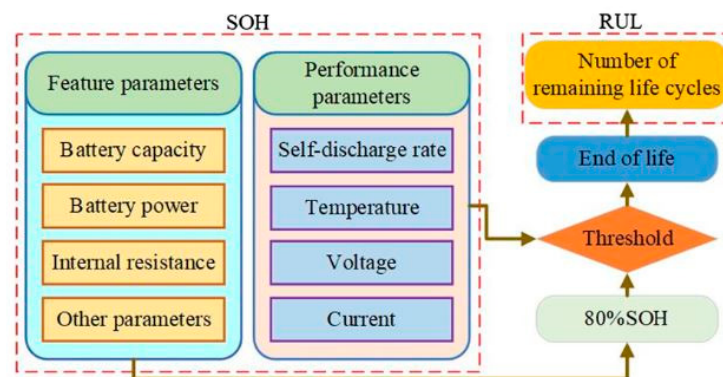 SOH
RUL
Feature parameters
Battery capacity
Battery power
Internal resistance
Other parameters
Performance
parameters
Self-discharge rate
Temperature
Voltage
Current
Number of
remaining life cycles
End of life
Threshold
80%SOH